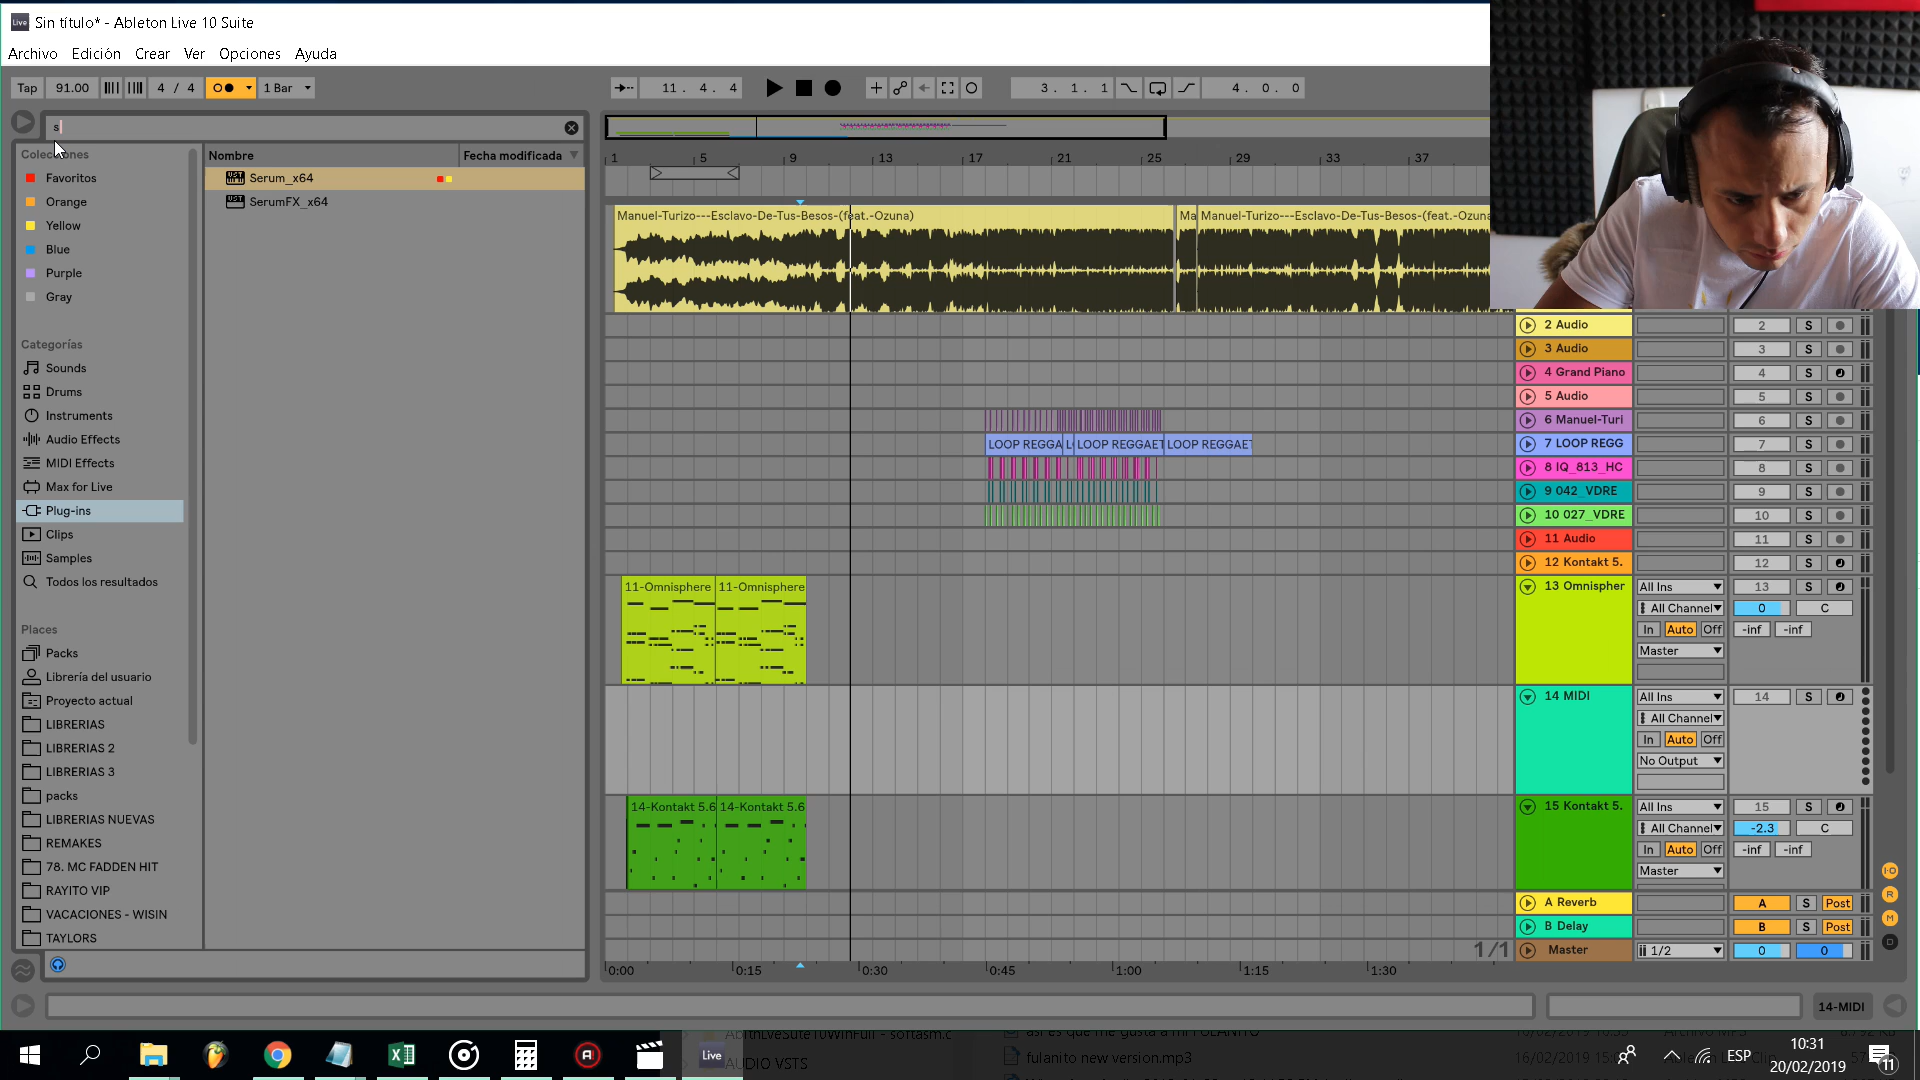 Live Sin título* - Ableton Live 10 Suite
Archivo Edición Crear Ver Opciones Ayuda
Tap 91.00 4 / 4 1 Bar 11. 4. 4 3. 1. 1 4. 0. 0
s
Colecciones
Favoritos
Orange
Yellow
Blue
Purple
Gray
Categorías
Sounds
Drums
Instruments
Audio Effects
MIDI Effects
Max for Live
Plug-ins
Clips
Samples
Todos los resultados
Places
Packs
Librería del usuario
Proyecto actual
LIBRERIAS
LIBRERIAS 2
LIBRERIAS 3
packs
LIBRERIAS NUEVAS
REMAKES
78. MC FADDEN HIT
RAYITO VIP
VACACIONES - WISIN
TAYLORS
Nombre Fecha modificada
Serum_x64
SerumFX_x64
1 5 9 13 17 21 25 29 33 37
Manuel-Turizo---Esclavo-De-Tus-Besos-(feat.-Ozuna) Ma Manuel-Turizo---Esclavo-De-Tus-Besos-(feat.-Ozuna
2 Audio 2 S
3 Audio 3 S
4 Grand Piano 4 S
5 Audio 5 S
6 Manuel-Turi 6 S
LOOP REGGA L LOOP REGGAET LOOP REGGAET 7 LOOP REGG 7 S
8 IQ_813_HC 8 S
9 042_VDRE 9 S
10 027_VDRE 10 S
11 Audio 11 S
12 Kontakt 5. 12 S
11-Omnisphere 11-Omnisphere 13 Omnispher All Ins 13 S
All Channel 0 C
In Auto Off -inf -inf
Master
14 MIDI All Ins 14 S
All Channel
In Auto Off
No Output
14-Kontakt 5.6 14-Kontakt 5.6 15 Kontakt 5. All Ins 15 S
All Channel -2.3 C
In Auto Off -inf -inf
Master
A Reverb A S Post
B Delay B S Post
1/1 Master 1/2 0 0
0:00 0:15 0:30 0:45 1:00 1:15 1:30
I·O
R
M
D
14-MIDI
fulanito new version.mp3
AUDIO VSTS
Live
ESP
10:31
20/02/2019
11